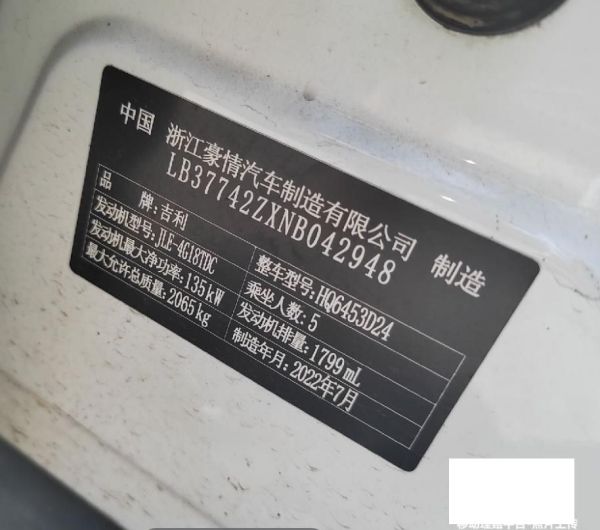 中国 浙江豪情汽车制造有限公司 制造
LB37742ZXNB042948
品 牌:吉利 整车型号:HQ6453D24
发动机型号:JLE-4G18TDC 乘坐人数:5
发动机最大净功率:135kW 发动机排量:1799mL
最大允许总质量:2065kg 制造年月:2022年7月